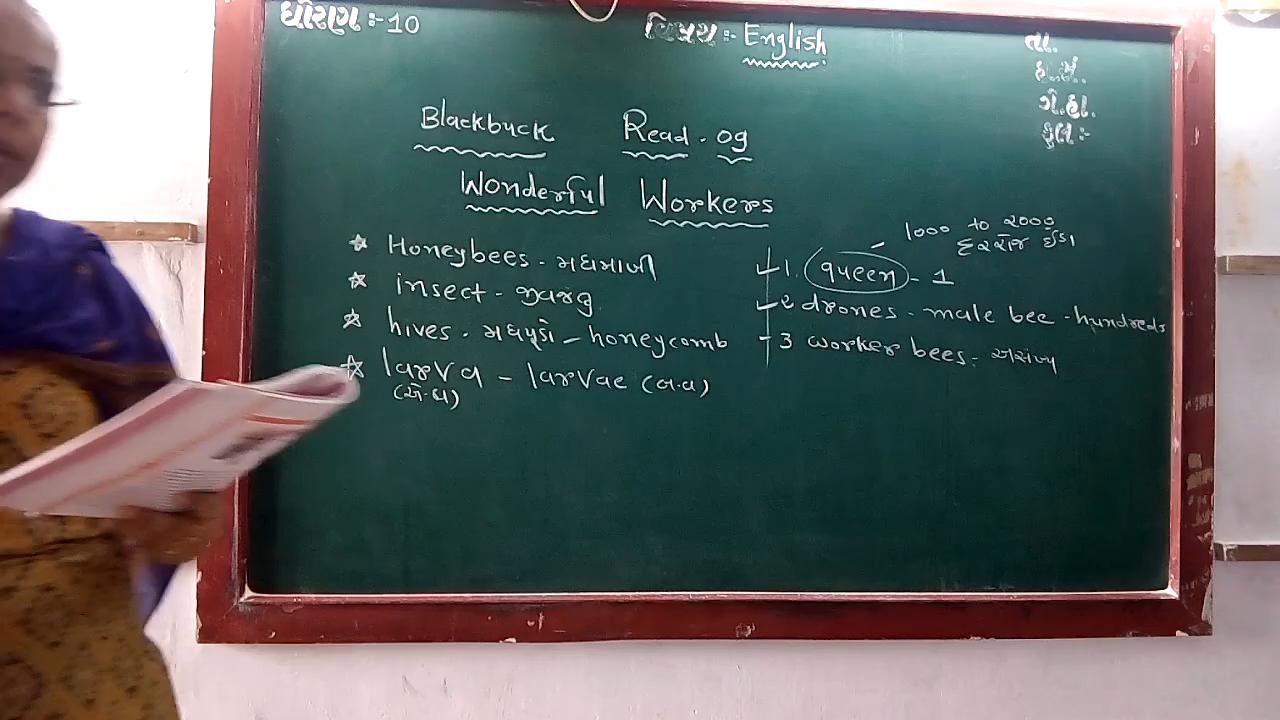 ધોરણ :- 10
વિષય :- English
તા.
ગે.હા.
કુલ :-
Blackbuck Read - 09
Wonderful Workers
☆ Honeybees - મધમાખી
☆ insect - જીવજંતુ
☆ hives - મધપૂડો - honeycomb
☆ larva - larvae (બ.વ)
(એ.વ)
1000 to 2000
દરરોજ ઈંડા
1. queen - 1
2 drones - male bee - hundreds
3 worker bees - અસંખ્ય